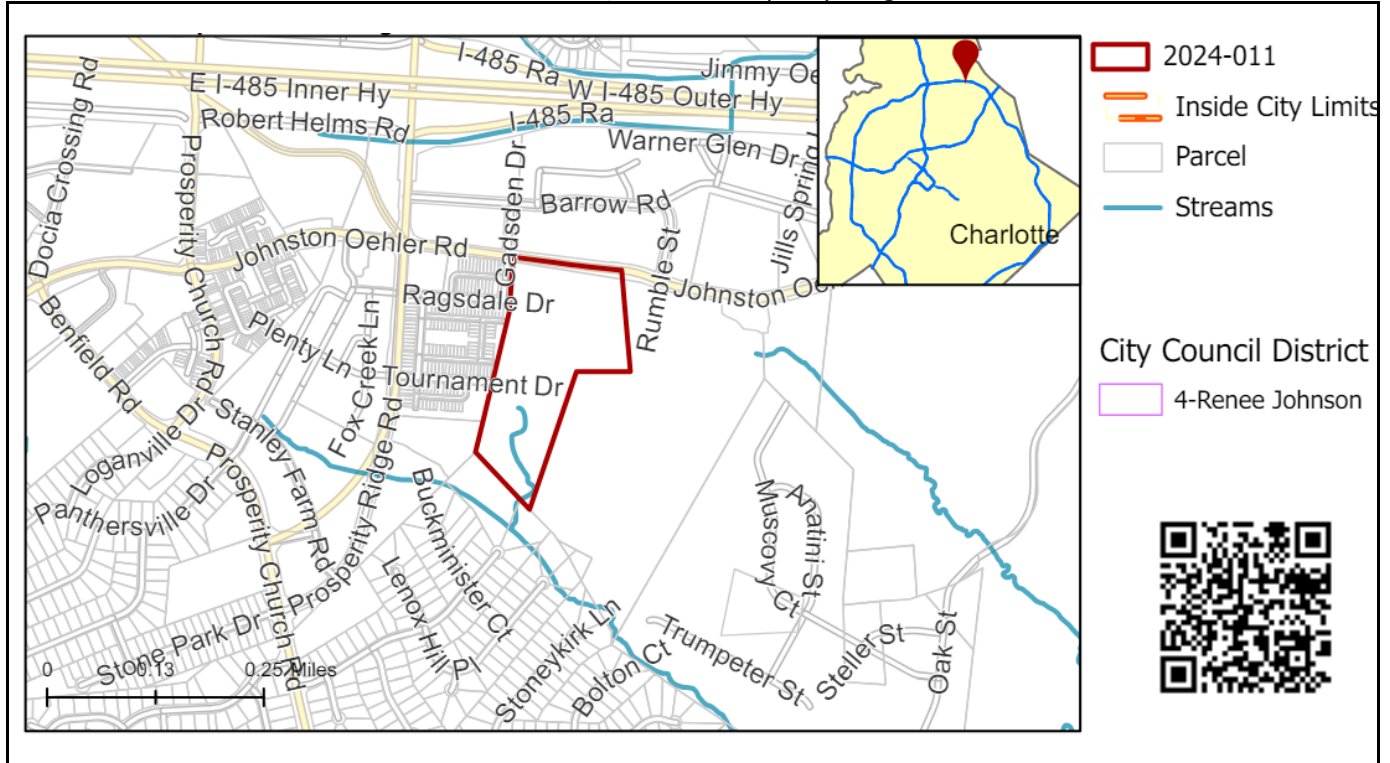 I-485 Ra
Jimmy Oe
E I-485 Inner Hy
W I-485 Outer Hy
Robert Helms Rd
I-485 Ra
Warner Glen Dr
Docia Crossing Rd
Prosperity Church Rd
Gadsden Dr
Barrow Rd
Jills Spring L
Johnston Oehler Rd
Rumble St
Johnston Oe
Ragsdale Dr
Benfield Rd
Plenty Ln
Fox Creek Ln
Tournament Dr
Loganville Dr
Stanley Farm Rd
Prosperity Ridge Rd
Panthersville Dr
Prosperity Church Rd
Buckminister Ct
Muscovy Ct
Anatini St
Lenox Hill Pl
Stone Park Dr
Stoneykirk Ln
Bolton Ct
Trumpeter St
Steller St
Oak St
0
0.13
0.25 Miles
Charlotte
2024-011
Inside City Limits
Parcel
Streams
City Council District
4-Renee Johnson